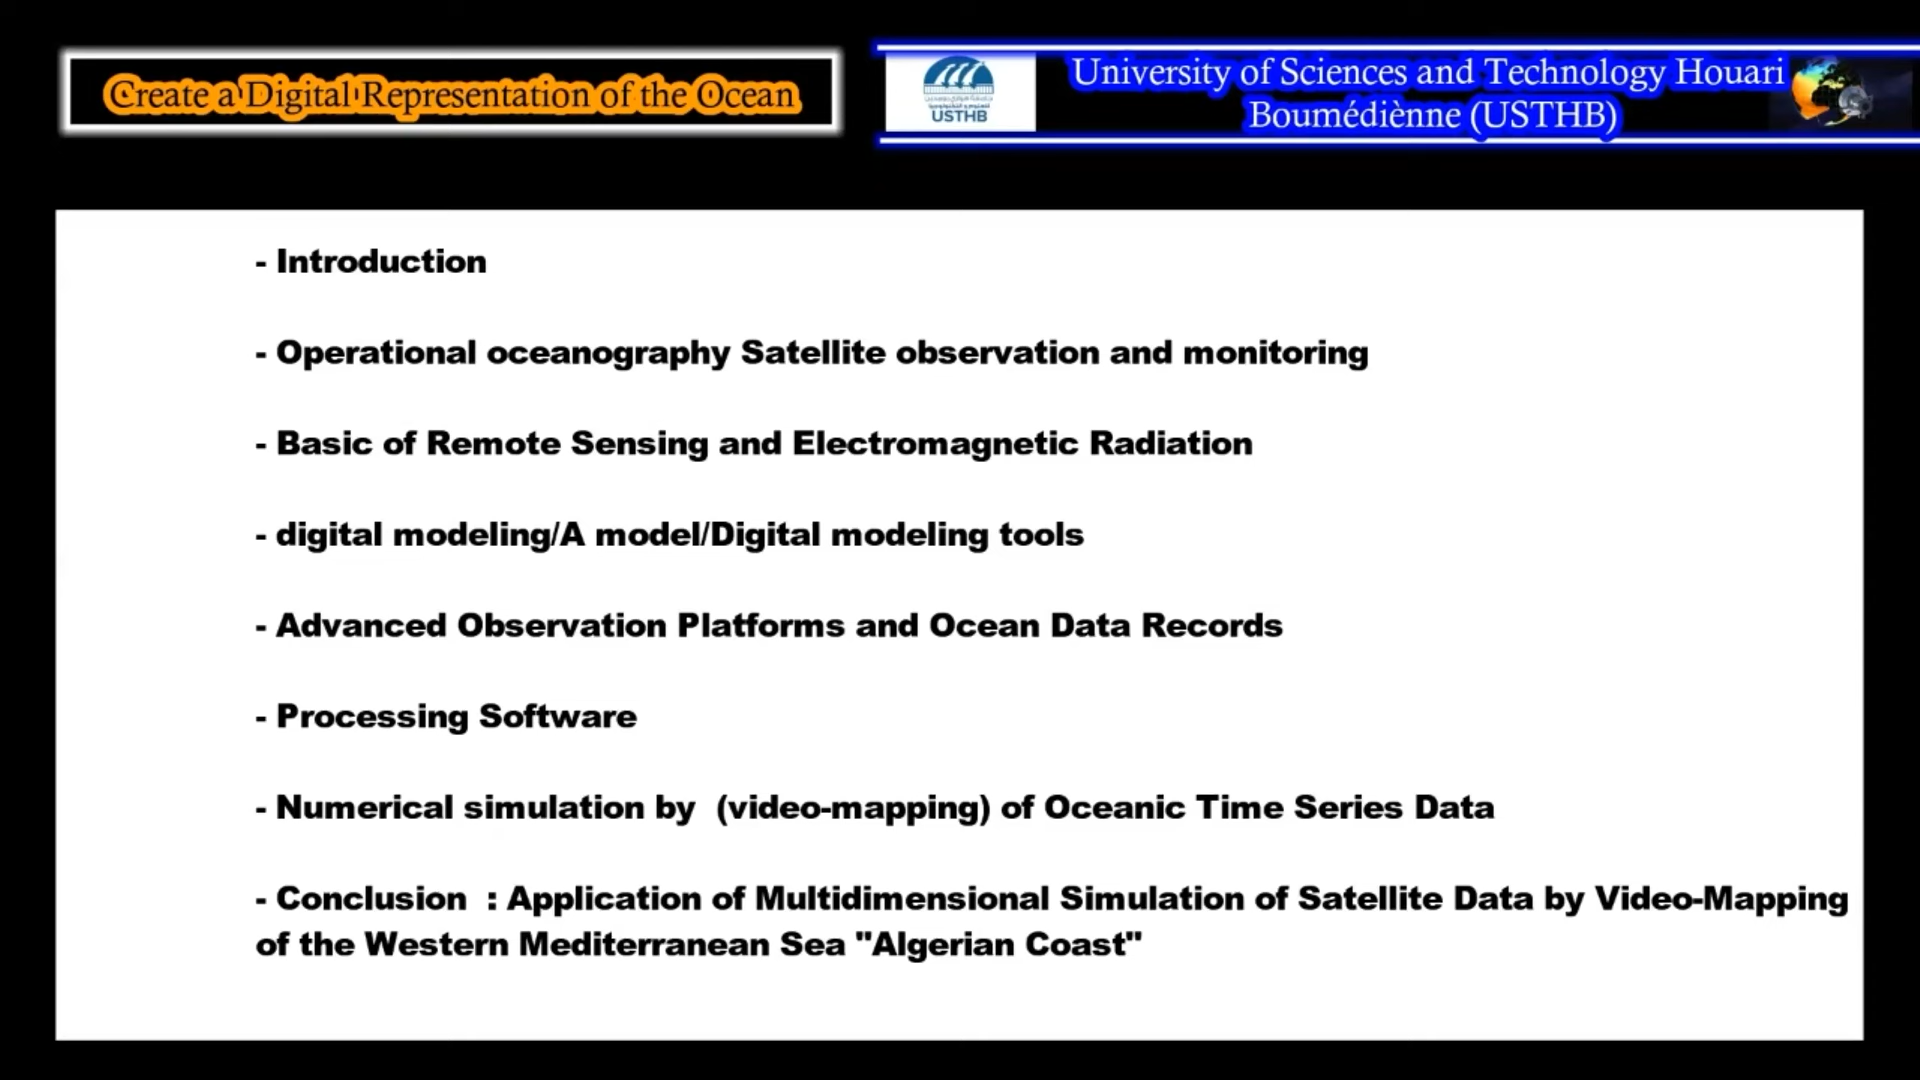 Create a Digital Representation of the Ocean
USTHB
University of Sciences and Technology Houari
Boumédiènne (USTHB)
- Introduction
- Operational oceanography Satellite observation and monitoring
- Basic of Remote Sensing and Electromagnetic Radiation
- digital modeling/A model/Digital modeling tools
- Advanced Observation Platforms and Ocean Data Records
- Processing Software
- Numerical simulation by  (video-mapping) of Oceanic Time Series Data
- Conclusion  : Application of Multidimensional Simulation of Satellite Data by Video-Mapping
of the Western Mediterranean Sea "Algerian Coast"